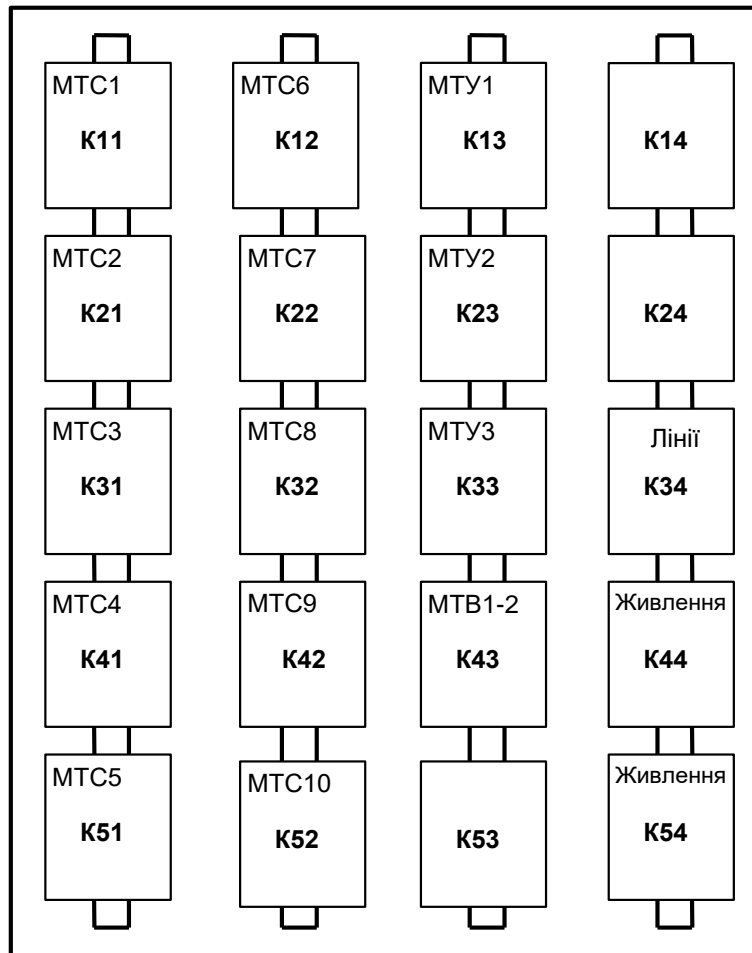 МТС1
К11
МТС6
К12
МТУ1
К13
К14
МТС2
К21
МТС7
К22
МТУ2
К23
К24
МТС3
К31
МТС8
К32
МТУ3
К33
Лінії
К34
МТС4
К41
МТС9
К42
МТВ1-2
К43
Живлення
К44
МТС5
К51
МТС10
К52
К53
Живлення
К54